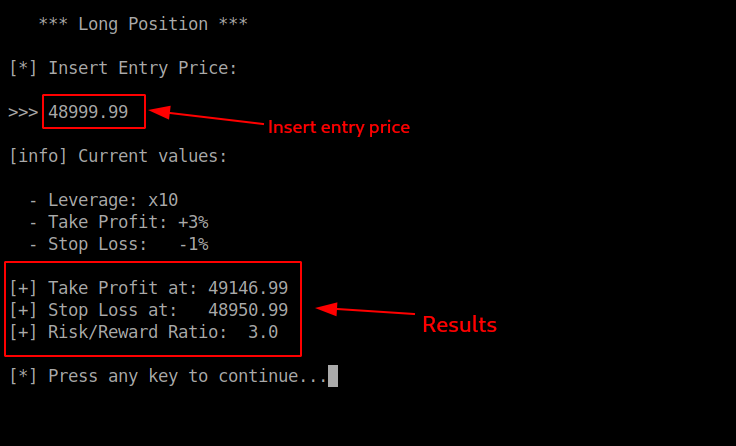 *** Long Position ***
[*] Insert Entry Price:
>>> 48999.99
Insert entry price
[info] Current values:
- Leverage: x10
- Take Profit: +3%
- Stop Loss: -1%
[+] Take Profit at: 49146.99
[+] Stop Loss at: 48950.99
[+] Risk/Reward Ratio: 3.0
Results
[*] Press any key to continue...